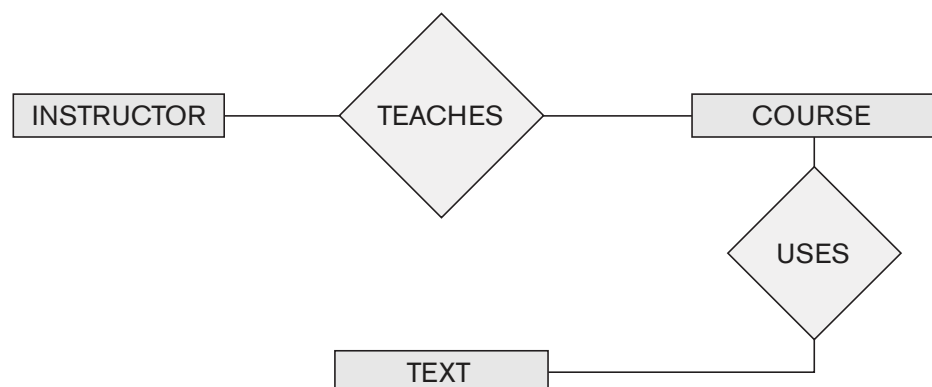 INSTRUCTOR
TEACHES
COURSE
USES
TEXT